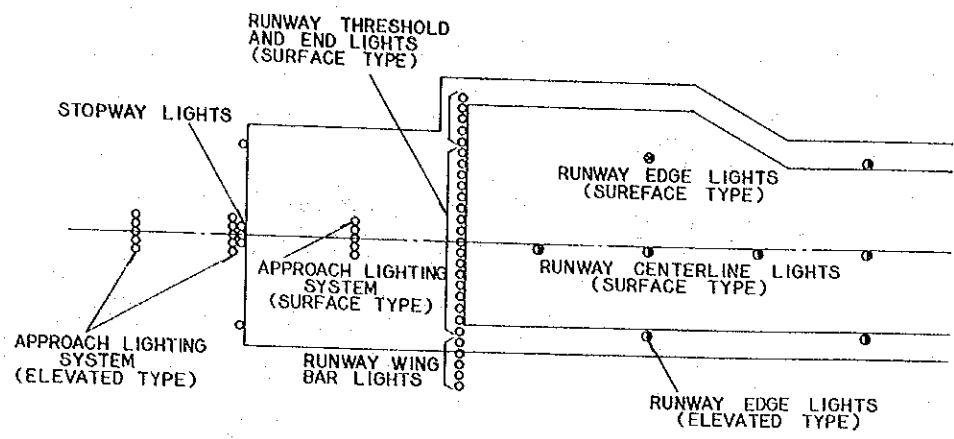 RUNWAY THRESHOLD
AND END LIGHTS
(SURFACE TYPE)
STOPWAY LIGHTS
RUNWAY EDGE LIGHTS
(SUREFACE TYPE)
APPROACH LIGHTING
SYSTEM
(SURFACE TYPE)
RUNWAY CENTERLINE LIGHTS
(SURFACE TYPE)
APPROACH LIGHTING
SYSTEM
(ELEVATED TYPE)
RUNWAY WING
BAR LIGHTS
RUNWAY EDGE LIGHTS
(ELEVATED TYPE)